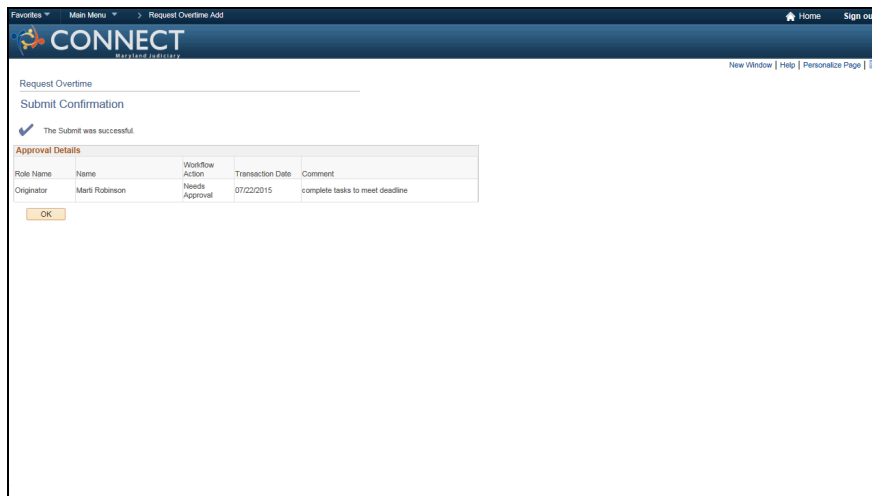 Favorites Main Menu > Request Overtime Add Home Sign ou
CONNECT
Maryland Judiciary
New Window | Help | Personalize Page |
Request Overtime
Submit Confirmation
The Submit was successful.
Approval Details
Role Name Name Workflow Action Transaction Date Comment
Originator Marti Robinson Needs Approval 07/22/2015 complete tasks to meet deadline
OK